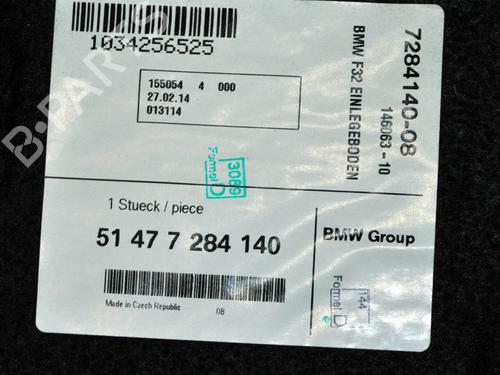 1034256525
155054 4 000
27.02.14
013114
7284140-08
146063-10
BMW F32 EINLEGEBODEN
3089
Formel D
1 Stueck / piece
51 47 7 284 140
BMW Group
144
Formel D
Made in Czech Republic
08
B-PARTS